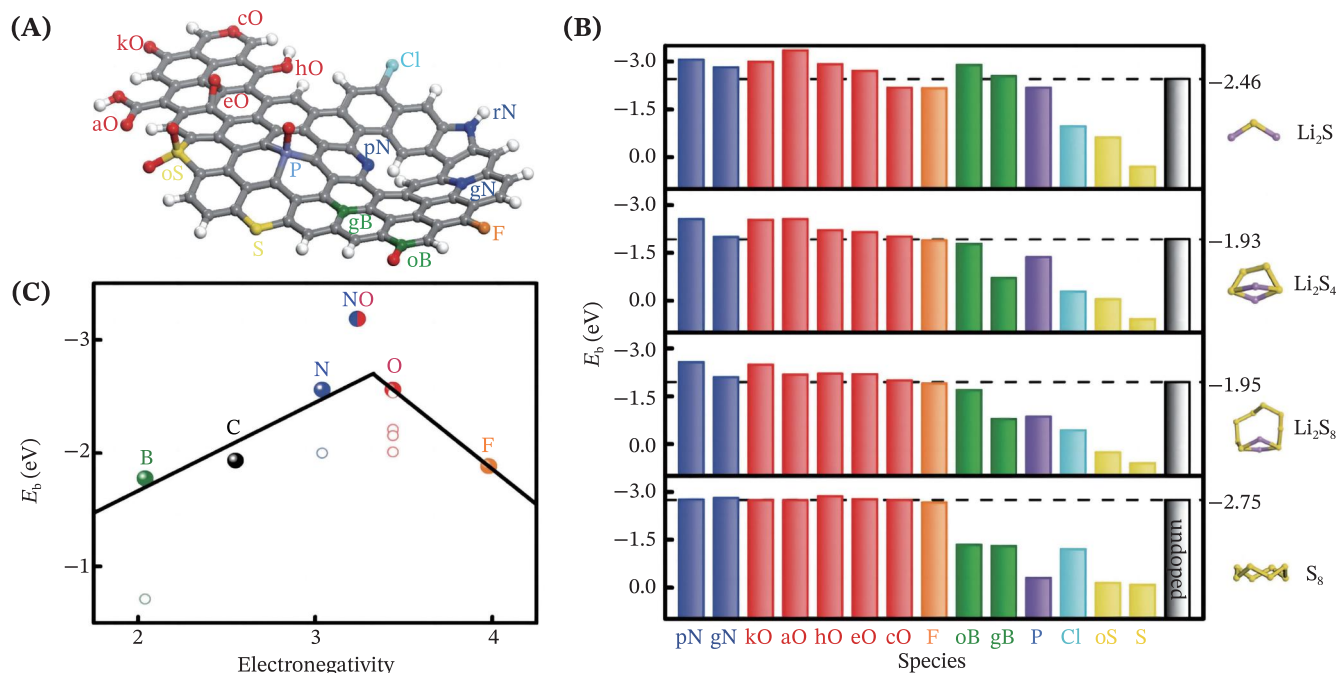 (A)
cO
kO
hO
Cl
eO
aO
rN
pN
P
oS
gN
gB
S
F
oB
(B)
−3.0
−2.46
−1.5
0.0
Li₂S
−3.0
−1.93
−1.5
0.0
Li₂S₄
−3.0
−1.95
−1.5
0.0
Li₂S₈
−3.0
−2.75
−1.5
0.0
undopped
S₈
E_b (eV)
pN gN kO aO hO eO cO F oB gB P Cl oS S
Species
(C)
NO
−3
N
O
C
B
F
−2
−1
E_b (eV)
2 3 4
Electronegativity